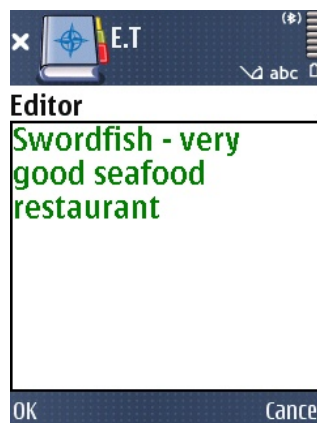 E.T
abc
Editor
Swordfish - very
good seafood
restaurant
OK
Cance